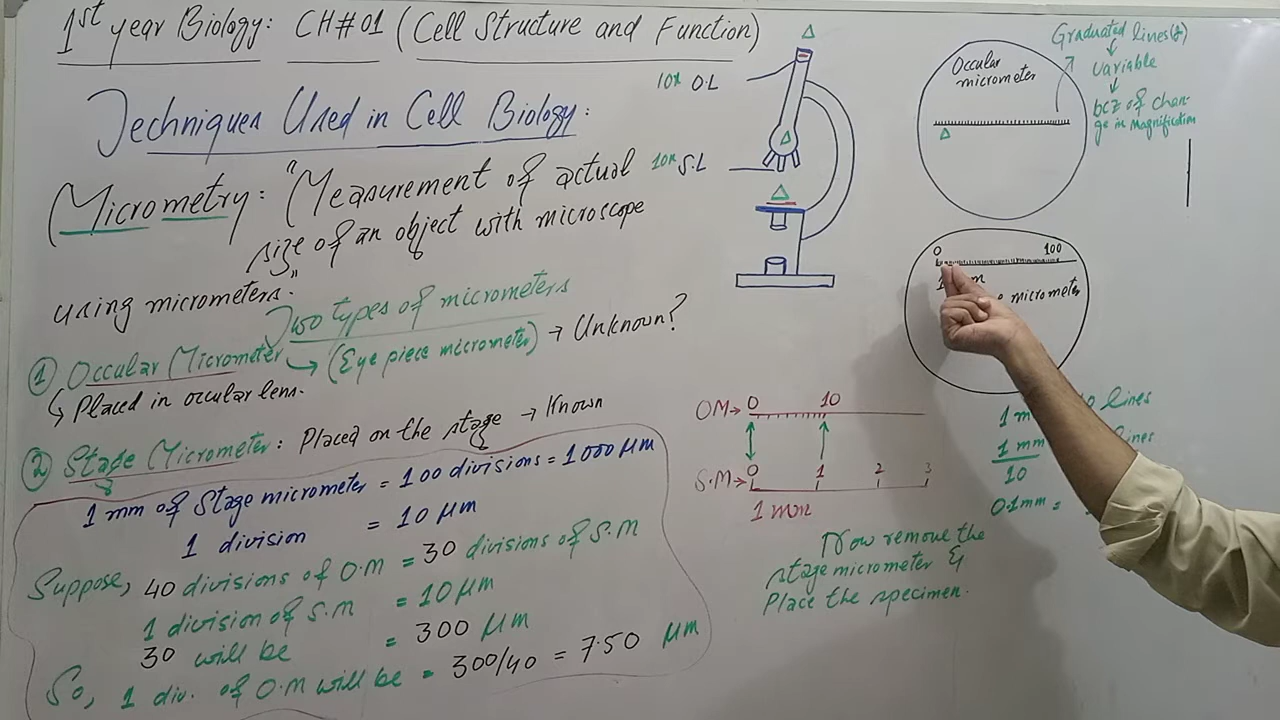 1st year Biology: CH#01 (Cell Structure and Function)
Techniques Used in Cell Biology:
(Micrometry: "Measurement of actual
size of an object with microscope
using micrometers.
"
Two types of micrometers
① Occular Micrometer → (Eye piece micrometer) → Unknown?
↳ Placed in occular lens.
② Stage Micrometer: Placed on the stage → Known
1 mm of Stage micrometer = 100 divisions = 1000 µm
1 division = 10 µm
Suppose, 40 divisions of O.M = 30 divisions of S.M
1 division of S.M = 10 µm
30 will be = 300 µm
So, 1 div. of O.M will be = 300/40 = 7.50 µm
10x O.L
10x S.L
Occular
micrometer
Graduated lines
↓
Variable
↓
bcz of chan-
ge in magnification
0 100
1 m
micrometer
OM→ 0 10
S.M→ 0 1 2 3
1 mm
Now remove the
stage micrometer &
Place the specimen.
1 m lines
1 mm lines
10
0.1mm =